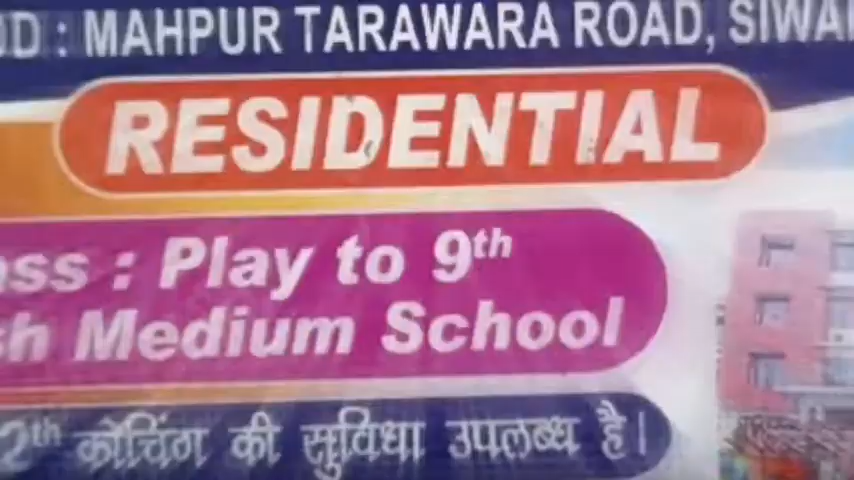 : MAHPUR TARAWARA ROAD,
RESIDENTIAL
: Play to 9th
Medium School
कोचिंग की सुविधा उपलब्ध है।